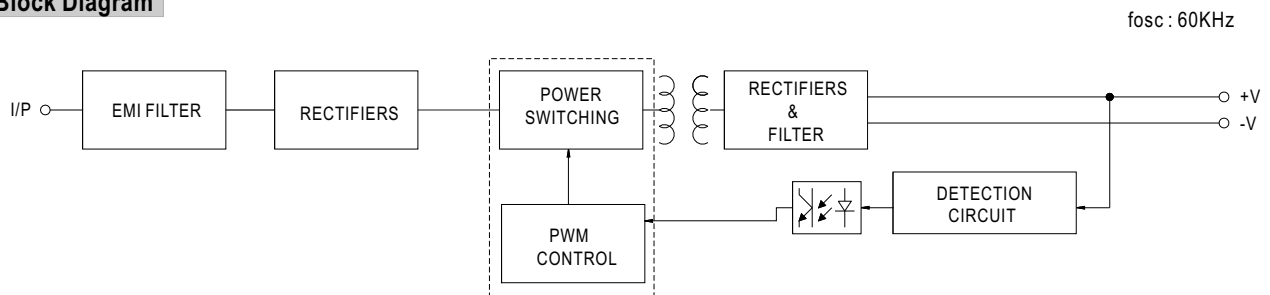 Block Diagram
fosc : 60KHz
I/P
EMI FILTER
RECTIFIERS
POWER
SWITCHING
RECTIFIERS
&
FILTER
+V
-V
DETECTION
CIRCUIT
PWM
CONTROL